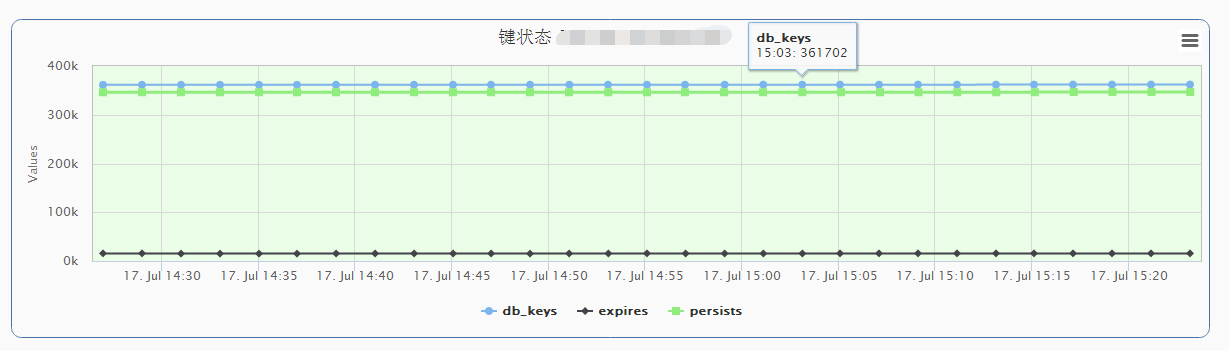 键状态
db_keys
15:03: 361702
400k
300k
200k
100k
0k
Values
17. Jul 14:30 17. Jul 14:35 17. Jul 14:40 17. Jul 14:45 17. Jul 14:50 17. Jul 14:55 17. Jul 15:00 17. Jul 15:05 17. Jul 15:10 17. Jul 15:15 17. Jul 15:20
db_keys expires persists